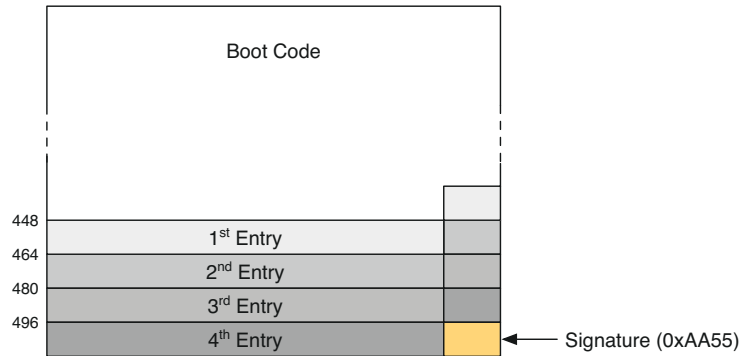 Boot Code
448
1st Entry
464
2nd Entry
480
3rd Entry
496
4th Entry
Signature (0xAA55)